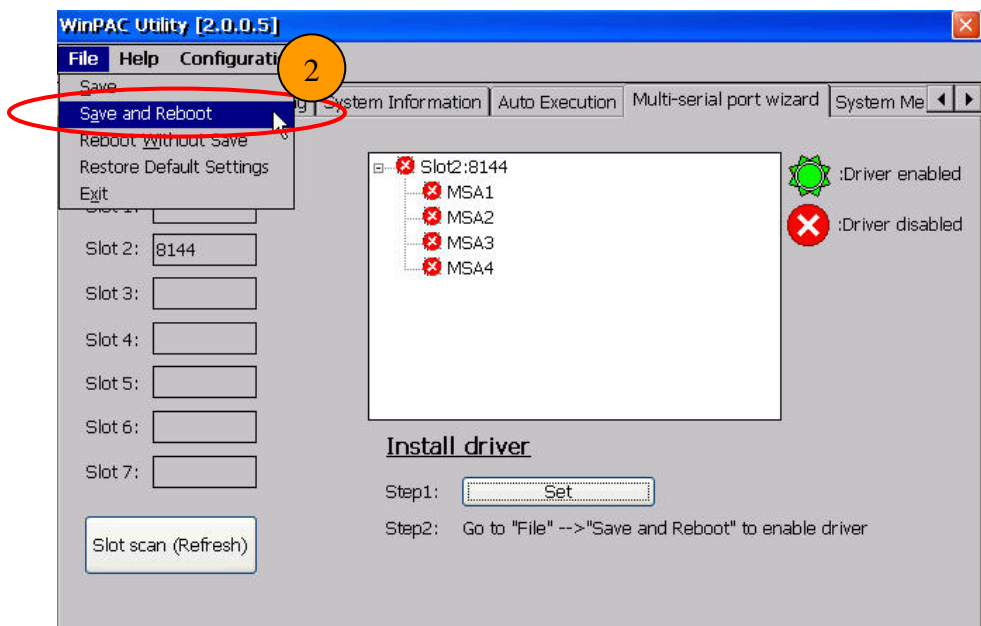 WinPAC Utility [2.0.0.5]
File Help Configurati
2
Save
Save and Reboot
Reboot Without Save
Restore Default Settings
Exit
g System Information Auto Execution Multi-serial port wizard System Me
Slot 1:
Slot 2: 8144
Slot 3:
Slot 4:
Slot 5:
Slot 6:
Slot 7:
Slot scan (Refresh)
Slot2:8144
MSA1
MSA2
MSA3
MSA4
:Driver enabled
:Driver disabled
Install driver
Step1: Set
Step2: Go to "File" -->"Save and Reboot" to enable driver